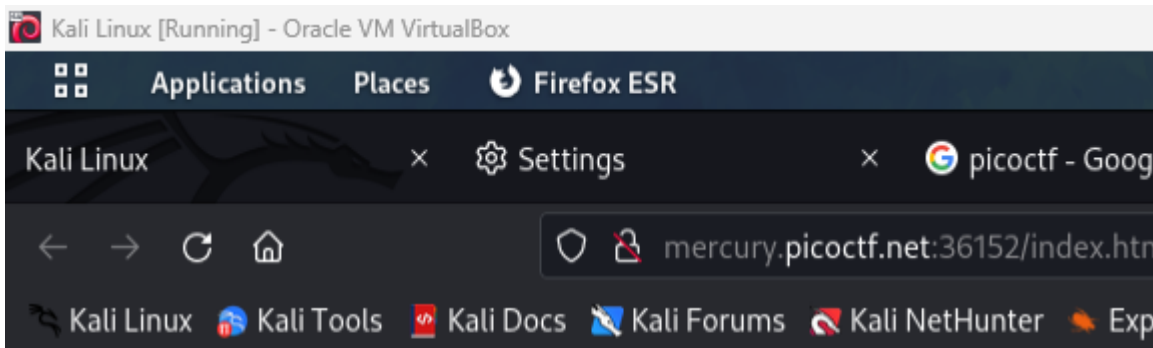 Kali Linux [Running] - Oracle VM VirtualBox
Applications Places Firefox ESR
Kali Linux Settings picoctf - Goog
mercury.picoctf.net:36152/index.htm
Kali Linux Kali Tools Kali Docs Kali Forums Kali NetHunter Exp